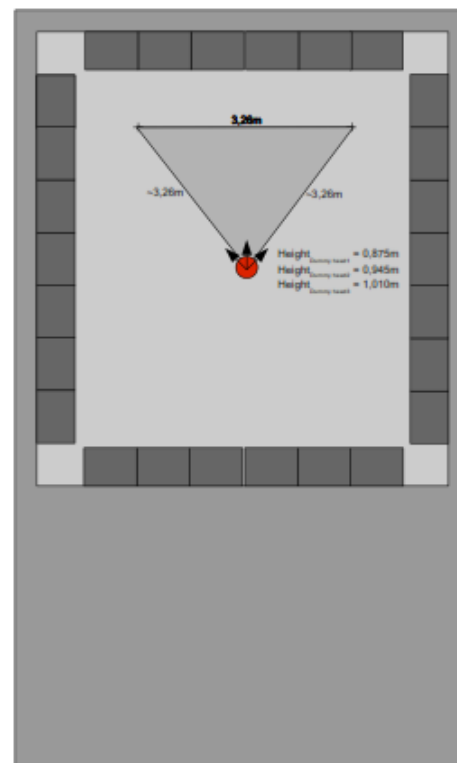 3,26m
~3,26m
~3,26m
Height = 0,875m
Height = 0,945m
Height = 1,010m